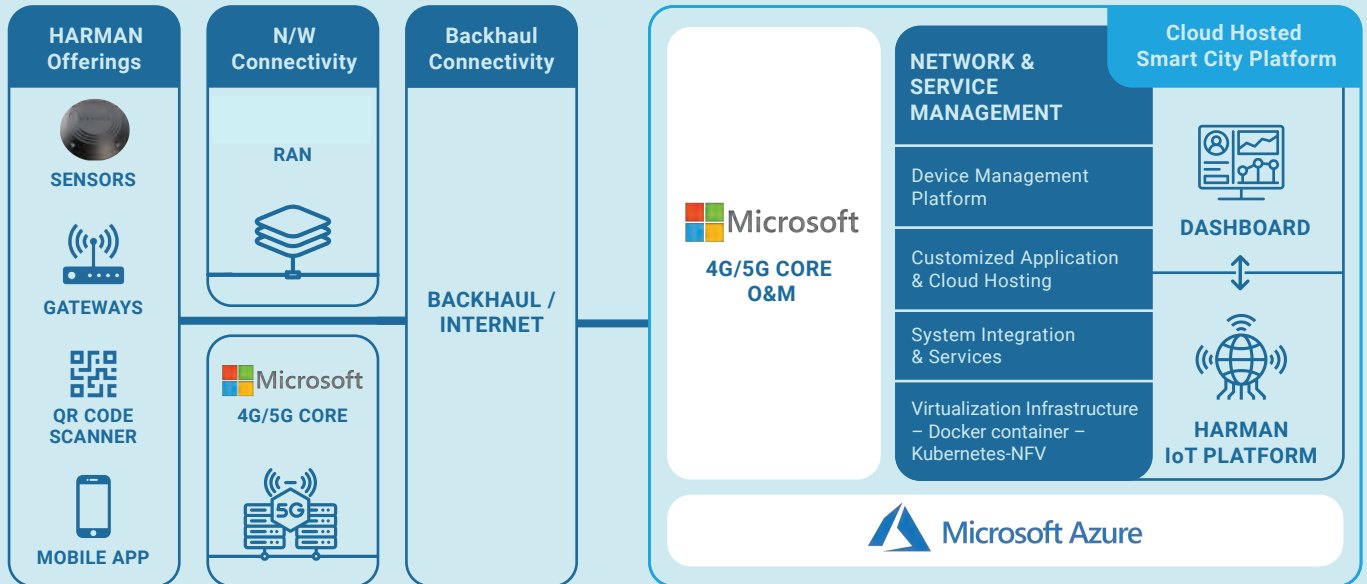 HARMAN
Offerings
SENSORS
GATEWAYS
QR CODE
SCANNER
MOBILE APP
N/W
Connectivity
RAN
Microsoft
4G/5G CORE
5G
Backhaul
Connectivity
BACKHAUL /
INTERNET
Cloud Hosted
Smart City Platform
Microsoft
4G/5G CORE
O&M
NETWORK &
SERVICE
MANAGEMENT
Device Management
Platform
Customized Application
& Cloud Hosting
System Integration
& Services
Virtualization Infrastructure
– Docker container –
Kubernetes-NFV
DASHBOARD
HARMAN
IoT PLATFORM
Microsoft Azure